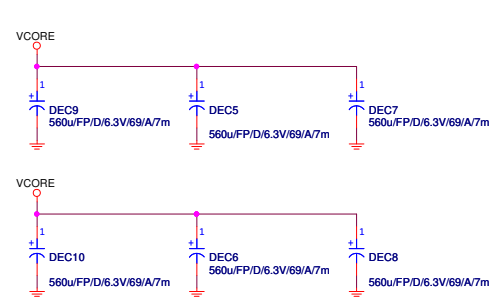 VCORE
1 1 1
+ + +
DEC9 DEC5 DEC7
560u/FP/D/6.3V/69/A/7m 560u/FP/D/6.3V/69/A/7m
560u/FP/D/6.3V/69/A/7m
VCORE
1 1 1
+ + +
DEC10 DEC6 DEC8
560u/FP/D/6.3V/69/A/7m
560u/FP/D/6.3V/69/A/7m 560u/FP/D/6.3V/69/A/7m